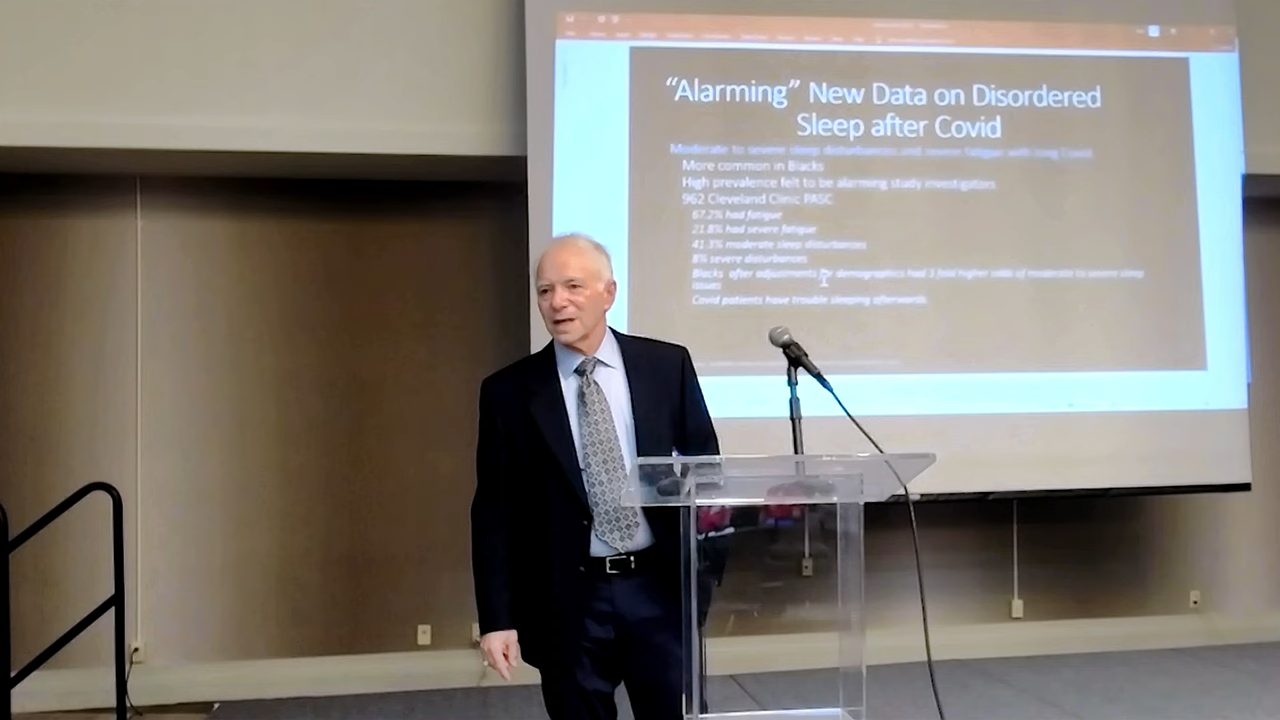 “Alarming” New Data on Disordered
Sleep after Covid
Moderate to severe sleep disturbances and severe fatigue with long Covid
More common in Blacks
High prevalence felt to be alarming study investigators
962 Cleveland Clinic PASC
67.2% had fatigue
21.8% had severe fatigue
41.3% moderate sleep disturbances
8% severe disturbances
Blacks after adjustments for demographics had 3 fold higher odds of moderate to severe sleep
issues
Covid patients have trouble sleeping afterwards